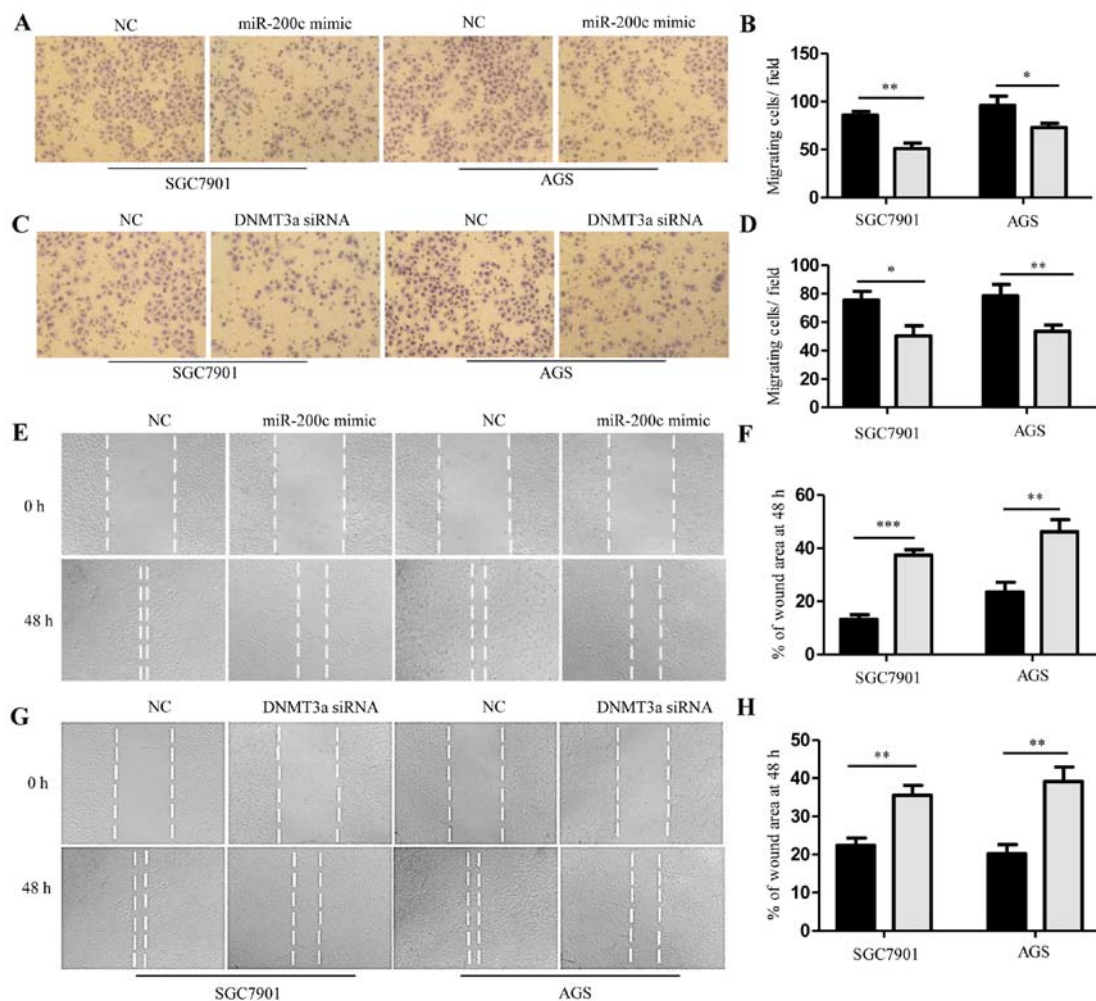 A
NC
miR-200c mimic
NC
miR-200c mimic
SGC7901
AGS
B
Migrating cells/ field
150
100
50
0
**
*
SGC7901
AGS
C
NC
DNMT3a siRNA
NC
DNMT3a siRNA
SGC7901
AGS
D
Migrating cells/ field
100
80
60
40
20
0
*
**
SGC7901
AGS
E
NC
miR-200c mimic
NC
miR-200c mimic
0 h
48 h
F
% of wound area at 48 h
60
40
20
0
***
**
SGC7901
AGS
G
NC
DNMT3a siRNA
NC
DNMT3a siRNA
0 h
48 h
SGC7901
AGS
H
% of wound area at 48 h
50
40
30
20
10
0
**
**
SGC7901
AGS